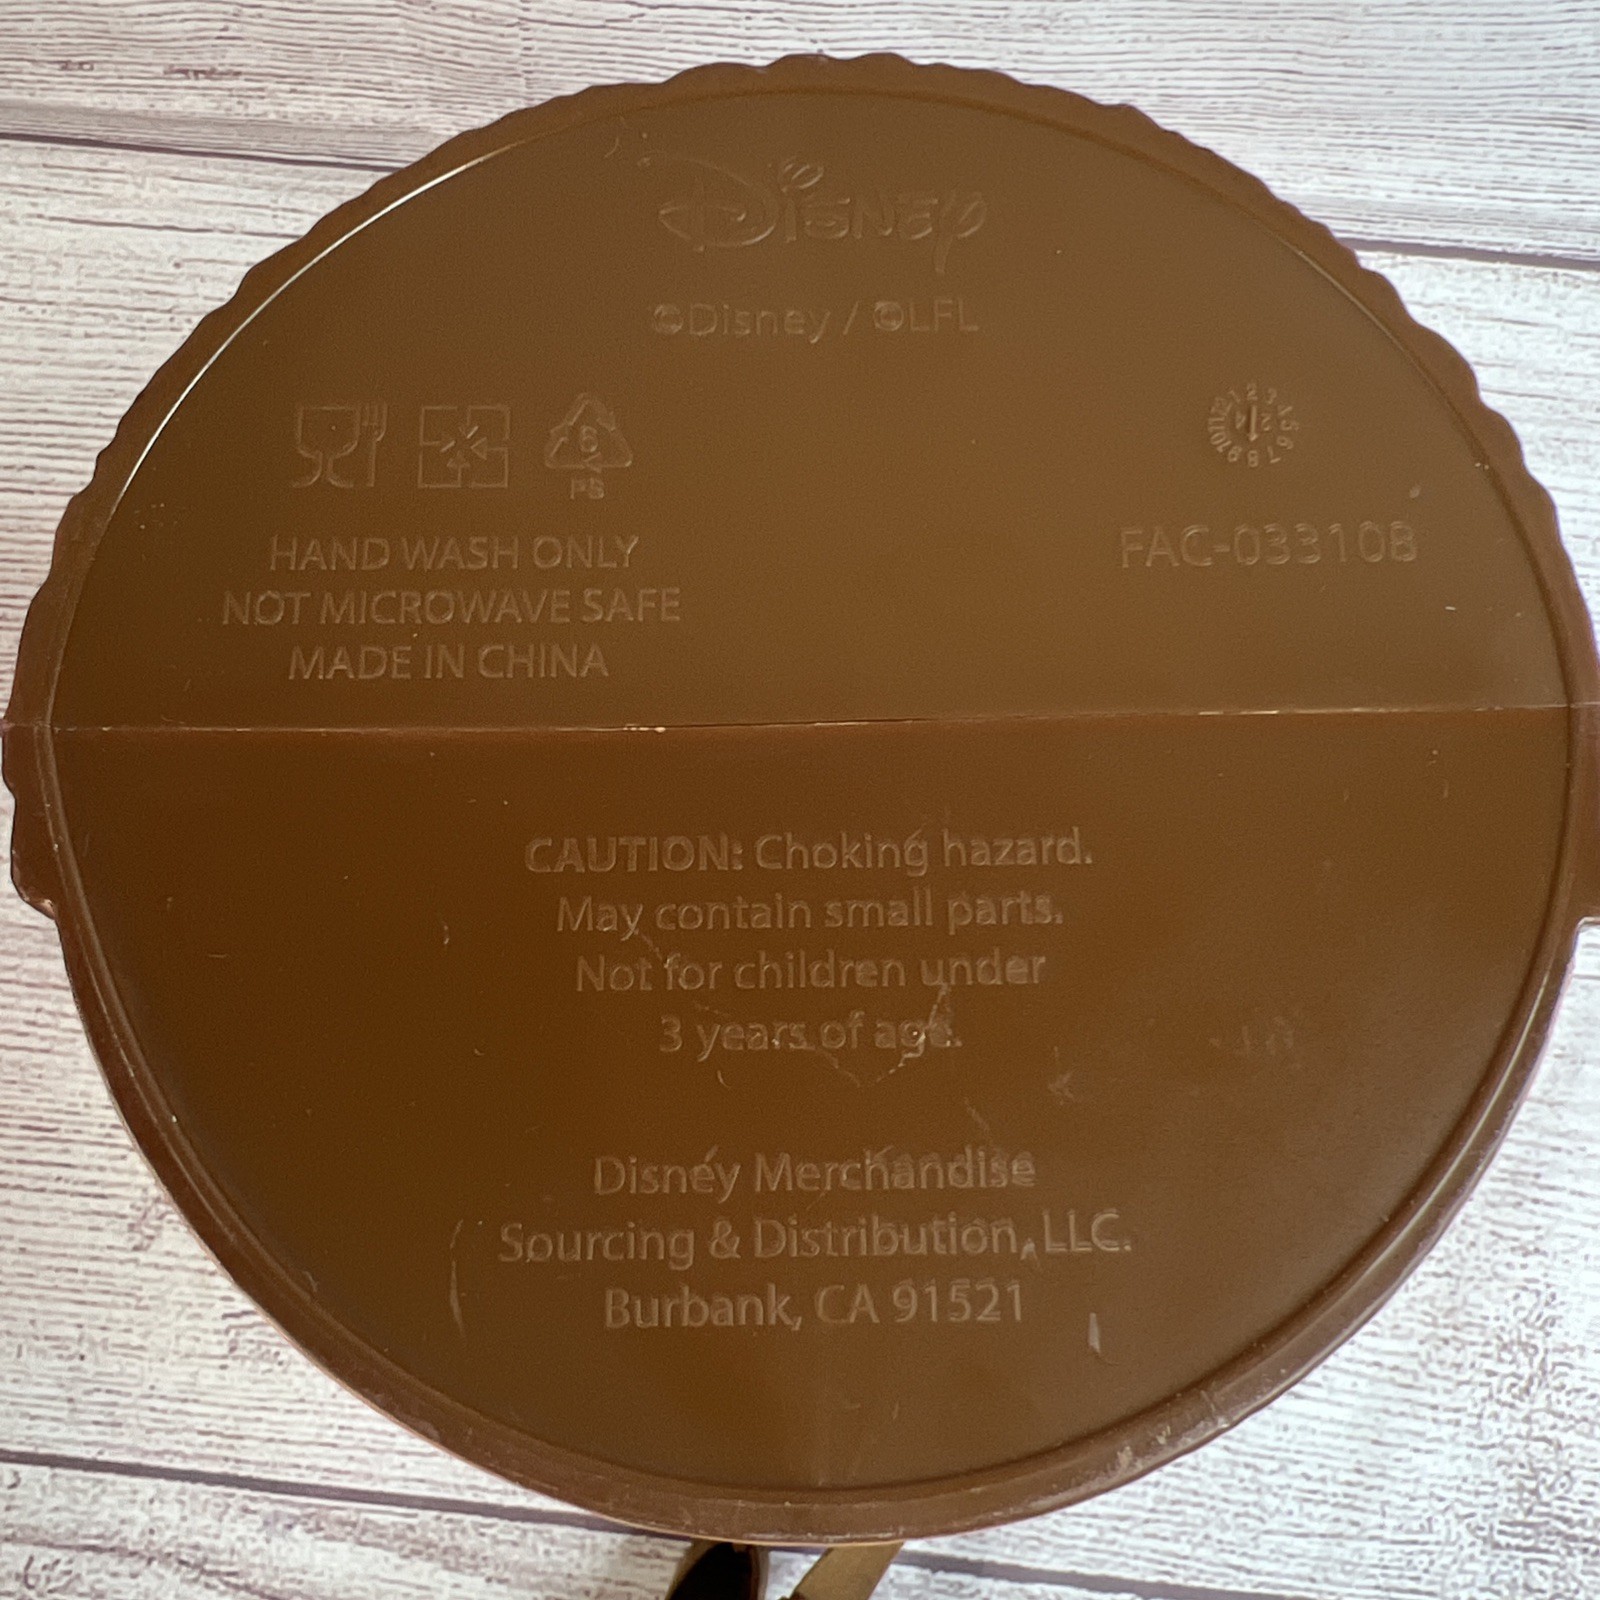 Disney
©Disney / ©LFL
6
PS
HAND WASH ONLY
NOT MICROWAVE SAFE
MADE IN CHINA
FAC-033108
CAUTION: Choking hazard.
May contain small parts.
Not for children under
3 years of age.
Disney Merchandise
Sourcing & Distribution, LLC.
Burbank, CA 91521